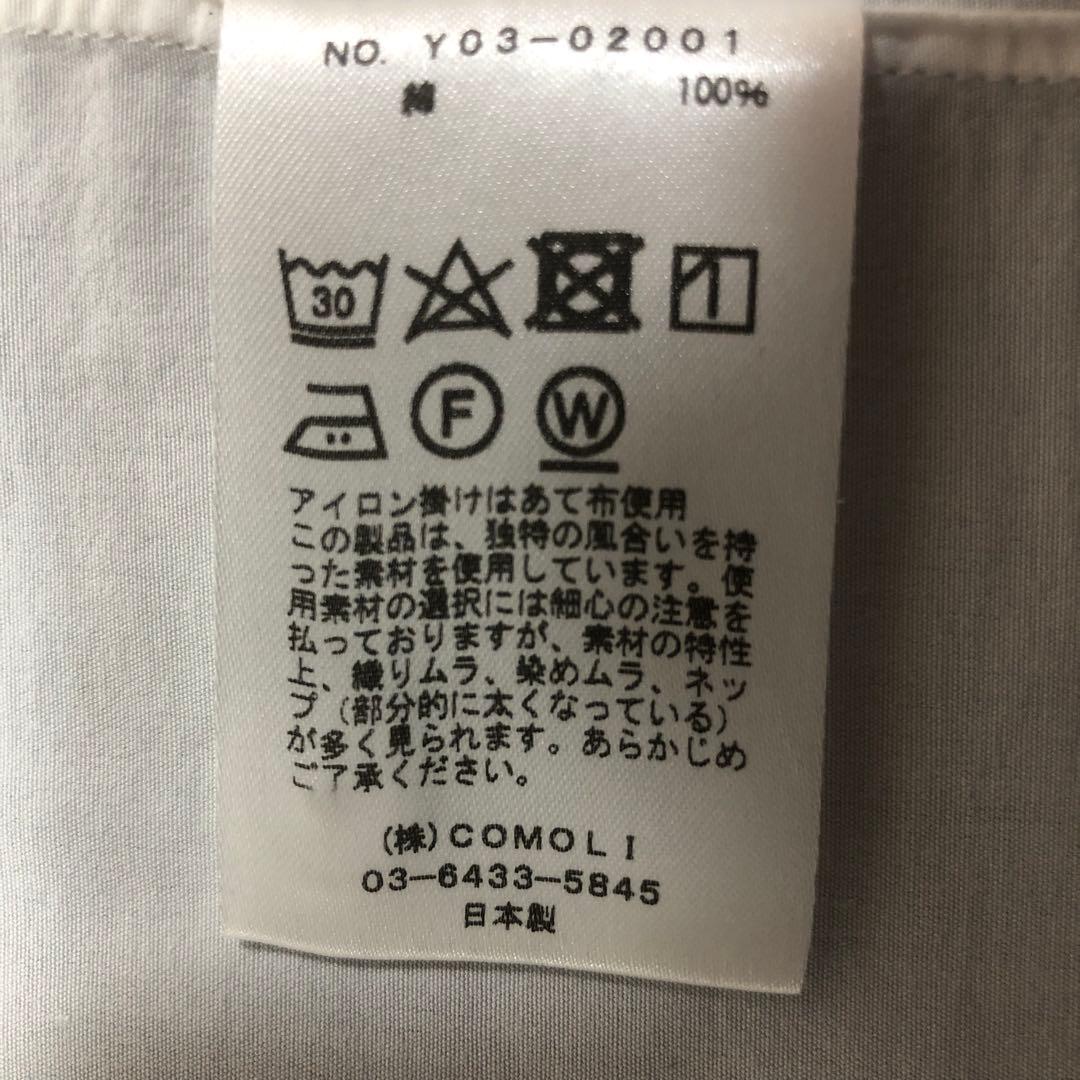 NO. Y03-02001
綿 100%
30
F W
アイロン掛けはあて布使用
この製品は、独特の風合いを持
った素材を使用しています。使
用素材の選択には細心の注意を
払っておりますが、素材の特性
上、織りムラ、染めムラ、ネッ
プ(部分的に太くなっている)
が多く見られます。あらかじめ
ご了承ください。
(株)COMOLI
03-6433-5845
日本製